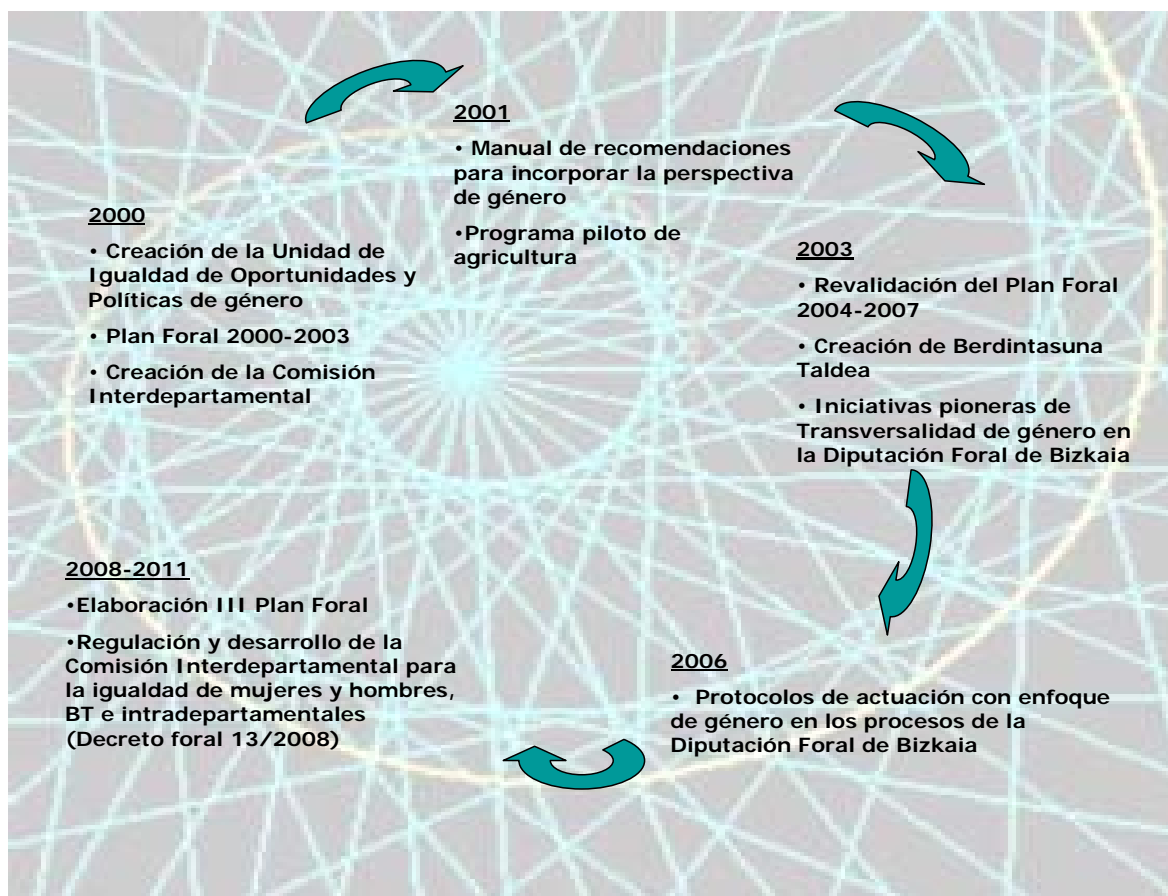 2000
• Creación de la Unidad de
Igualdad de Oportunidades y
Políticas de género
• Plan Foral 2000-2003
• Creación de la Comisión
Interdepartamental
2001
• Manual de recomendaciones
para incorporar la perspectiva
de género
•Programa piloto de
agricultura
2003
• Revalidación del Plan Foral
2004-2007
• Creación de Berdintasuna
Taldea
• Iniciativas pioneras de
Transversalidad de género en
la Diputación Foral de Bizkaia
2006
• Protocolos de actuación con enfoque
de género en los procesos de la
Diputación Foral de Bizkaia
2008-2011
•Elaboración III Plan Foral
•Regulación y desarrollo de la
Comisión Interdepartamental para
la igualdad de mujeres y hombres,
BT e intradepartamentales
(Decreto foral 13/2008)